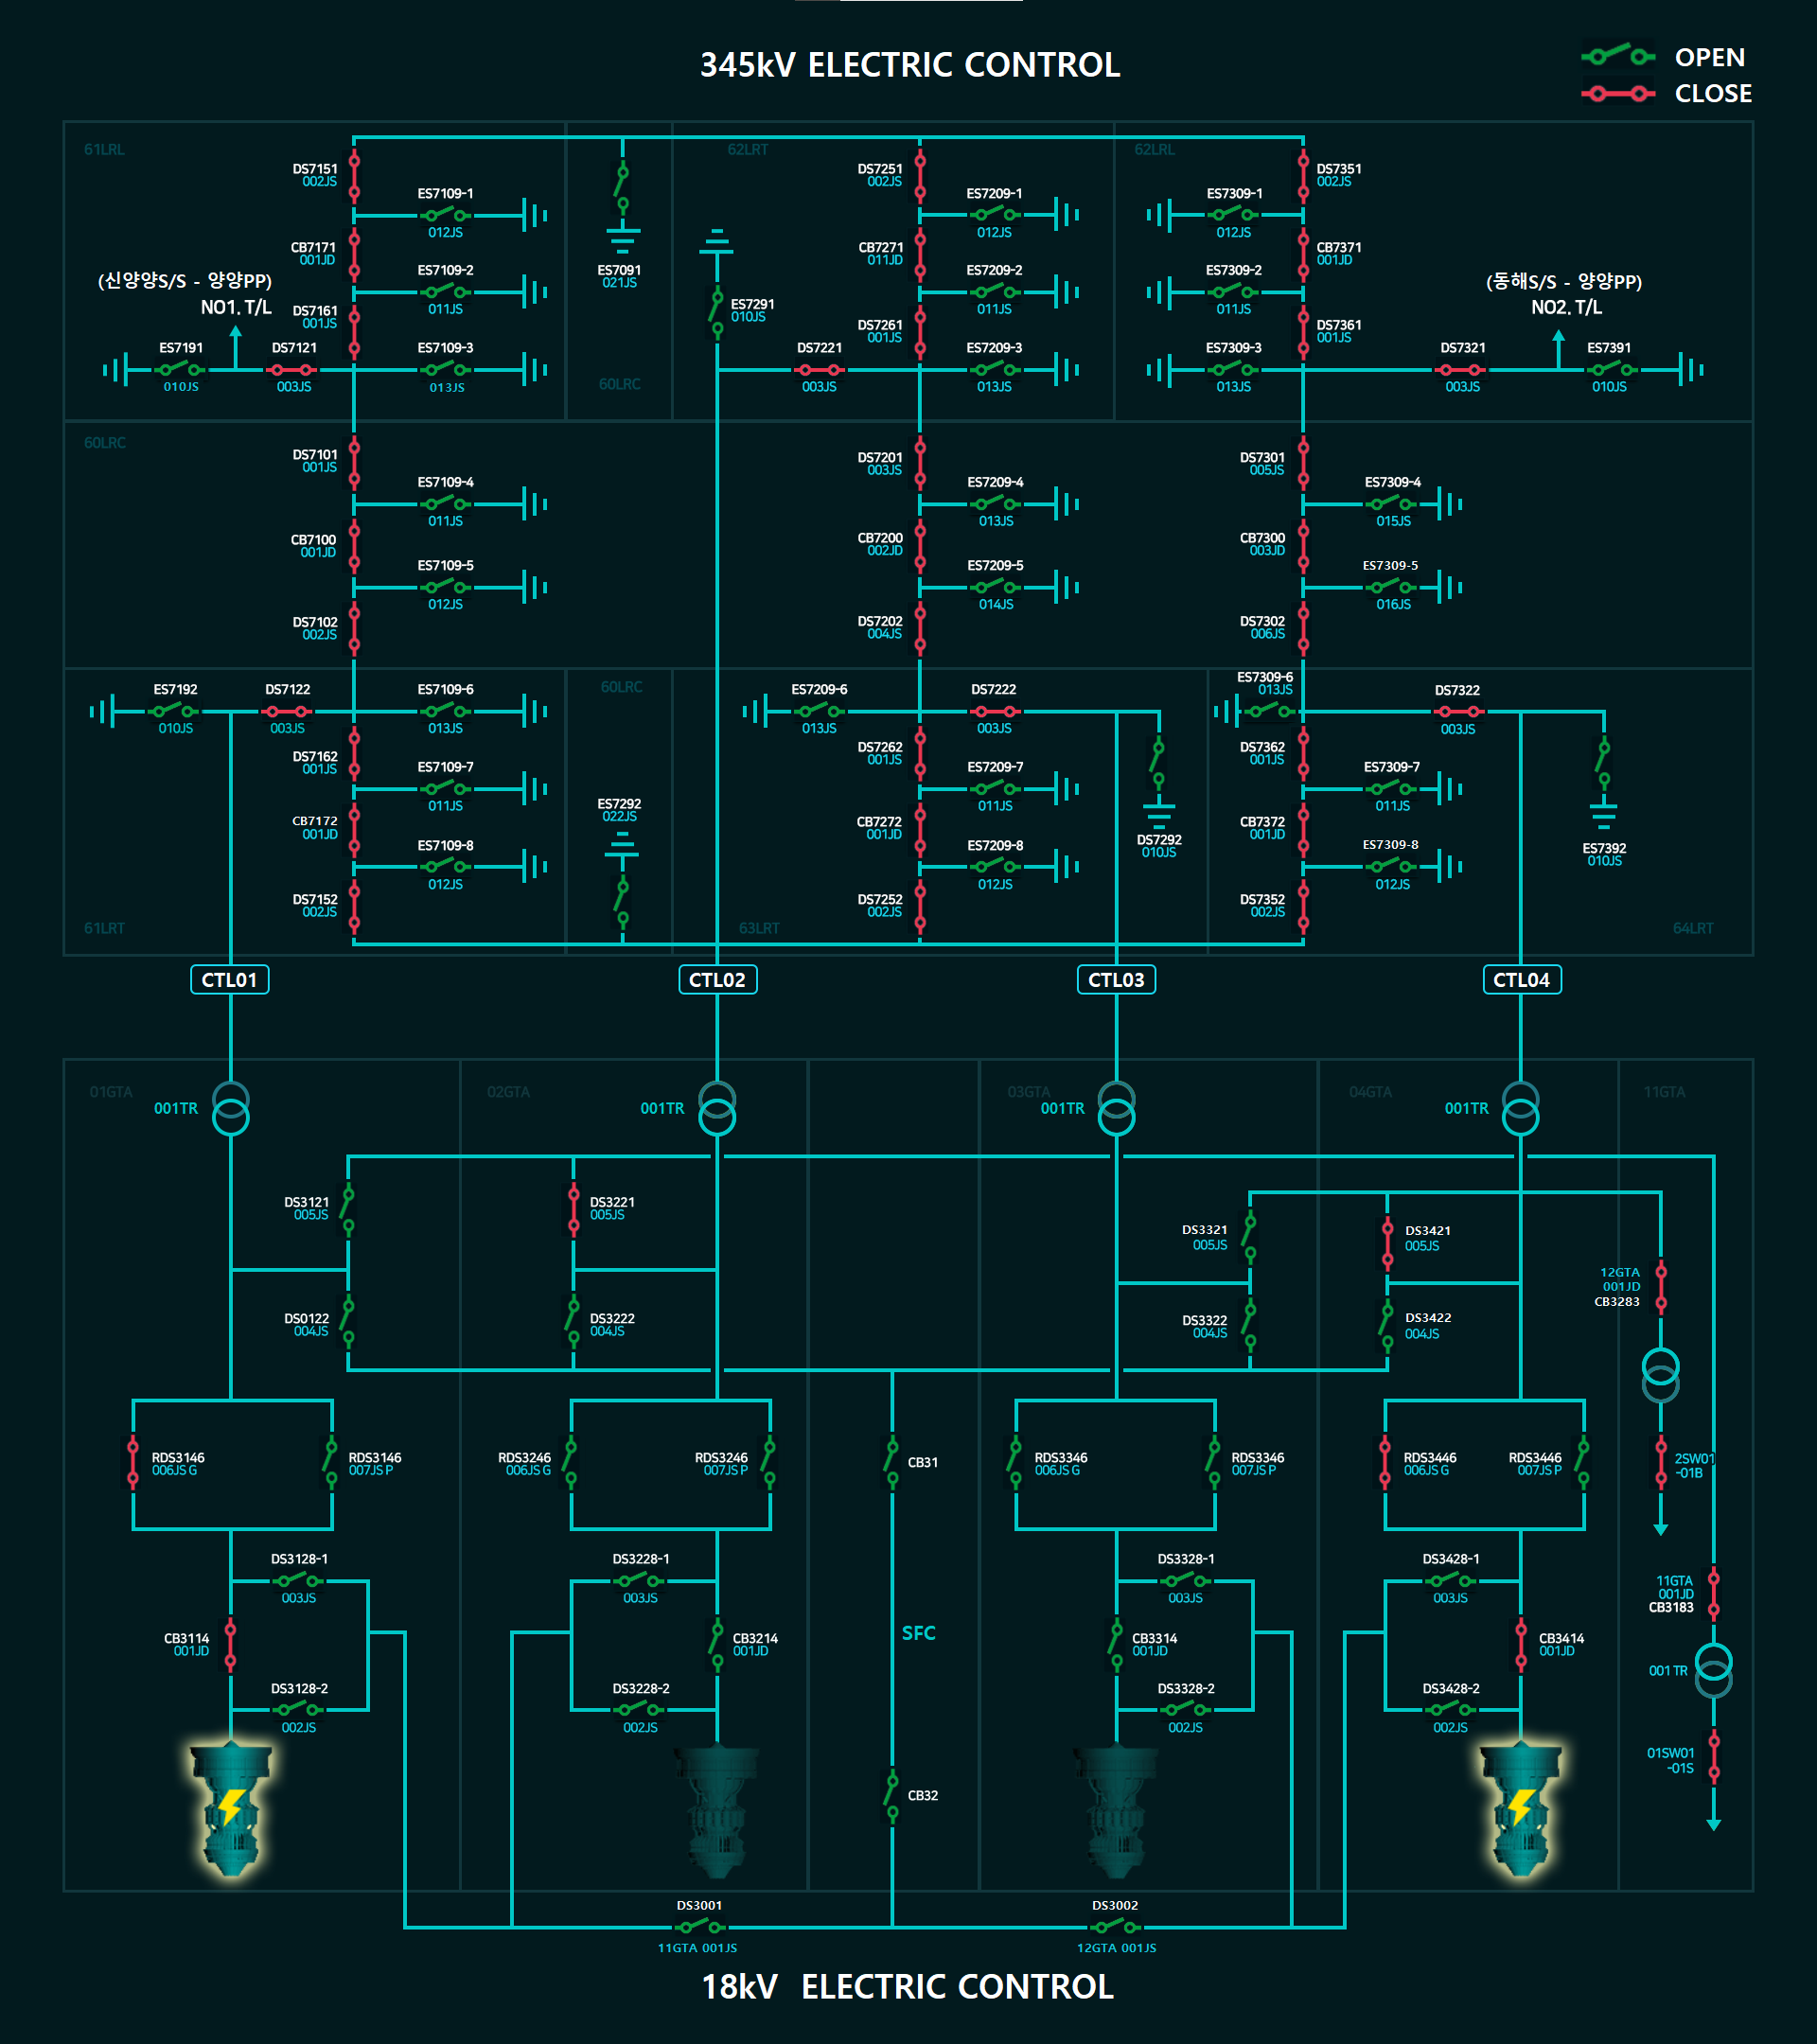 345kV ELECTRIC CONTROL
OPEN
CLOSE
61LRL
62LRT
62LRL
DS7151
002JS
ES7109-1
012JS
CB7171
001JD
ES7109-2
011JS
(신양양S/S - 양양PP)
NO1. T/L
DS7161
001JS
ES7191
010JS
DS7121
003JS
ES7109-3
013JS
ES7091
021JS
60LRC
ES7291
010JS
DS7251
002JS
ES7209-1
012JS
CB7271
011JD
ES7209-2
011JS
DS7261
001JS
DS7221
003JS
ES7209-3
013JS
DS7351
002JS
ES7309-1
012JS
CB7371
001JD
ES7309-2
011JS
DS7361
001JS
ES7309-3
013JS
(동해S/S - 양양PP)
NO2. T/L
DS7321
003JS
ES7391
010JS
60LRC
DS7101
001JS
ES7109-4
011JS
CB7100
001JD
ES7109-5
012JS
DS7102
002JS
DS7201
003JS
ES7209-4
013JS
CB7200
002JD
ES7209-5
014JS
DS7202
004JS
DS7301
005JS
ES7309-4
015JS
CB7300
003JD
ES7309-5
016JS
DS7302
006JS
ES7192
010JS
DS7122
003JS
ES7109-6
013JS
DS7162
001JS
ES7109-7
011JS
CB7172
001JD
ES7109-8
012JS
DS7152
002JS
61LRT
60LRC
ES7292
022JS
ES7209-6
013JS
DS7222
003JS
DS7262
001JS
ES7209-7
011JS
CB7272
001JD
ES7209-8
012JS
DS7252
002JS
DS7292
010JS
63LRT
ES7309-6
013JS
DS7322
003JS
DS7362
001JS
ES7309-7
011JS
CB7372
001JD
ES7309-8
012JS
DS7352
002JS
ES7392
010JS
64LRT
CTL01
CTL02
CTL03
CTL04
01GTA
02GTA
03GTA
04GTA
11GTA
001TR
001TR
001TR
001TR
DS3121
005JS
DS3221
005JS
DS3321
005JS
DS3421
005JS
DS0122
004JS
DS3222
004JS
DS3322
004JS
DS3422
004JS
12GTA
001JD
CB3283
RDS3146
006JS G
RDS3146
007JS P
RDS3246
006JS G
RDS3246
007JS P
CB31
RDS3346
006JS G
RDS3346
007JS P
RDS3446
006JS G
RDS3446
007JS P
2SW01
-01B
DS3128-1
003JS
DS3228-1
003JS
DS3328-1
003JS
DS3428-1
003JS
11GTA
001JD
CB3183
CB3114
001JD
CB3214
001JD
SFC
CB3314
001JD
CB3414
001JD
001TR
DS3128-2
002JS
DS3228-2
002JS
DS3328-2
002JS
DS3428-2
002JS
01SW01
-01S
CB32
DS3001
11GTA 001JS
DS3002
12GTA 001JS
18kV ELECTRIC CONTROL